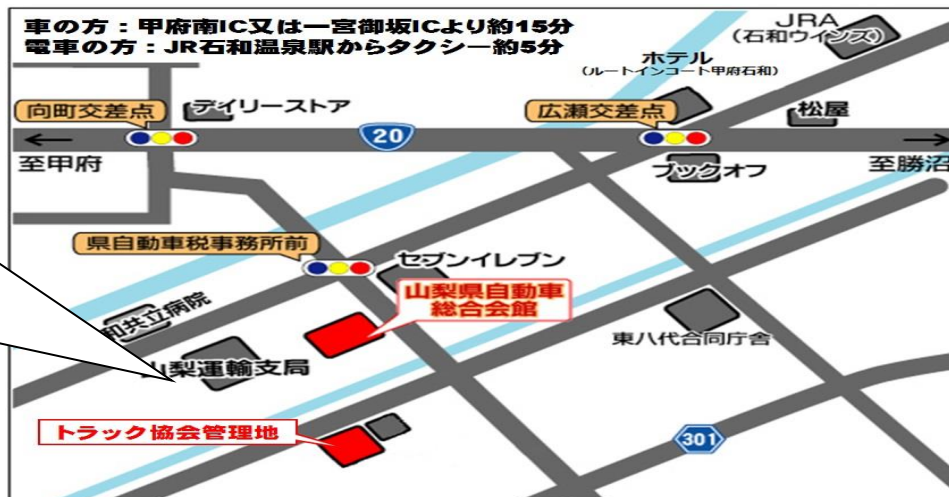 車の方：甲府南IC又は一宮御坂ICより約15分
電車の方：JR石和温泉駅からタクシー約5分
JRA
(石和ウインズ)
ホテル
(ルートインコート甲府石和)
向町交差点
デイリーストア
広瀬交差点
松屋
20
←
→
至甲府
ブックオフ
至勝沼
県自動車税事務所前
セブンイレブン
山梨県自動車
総合会館
和共立病院
東八代合同庁舎
山梨運輸支局
トラック協会管理地
301